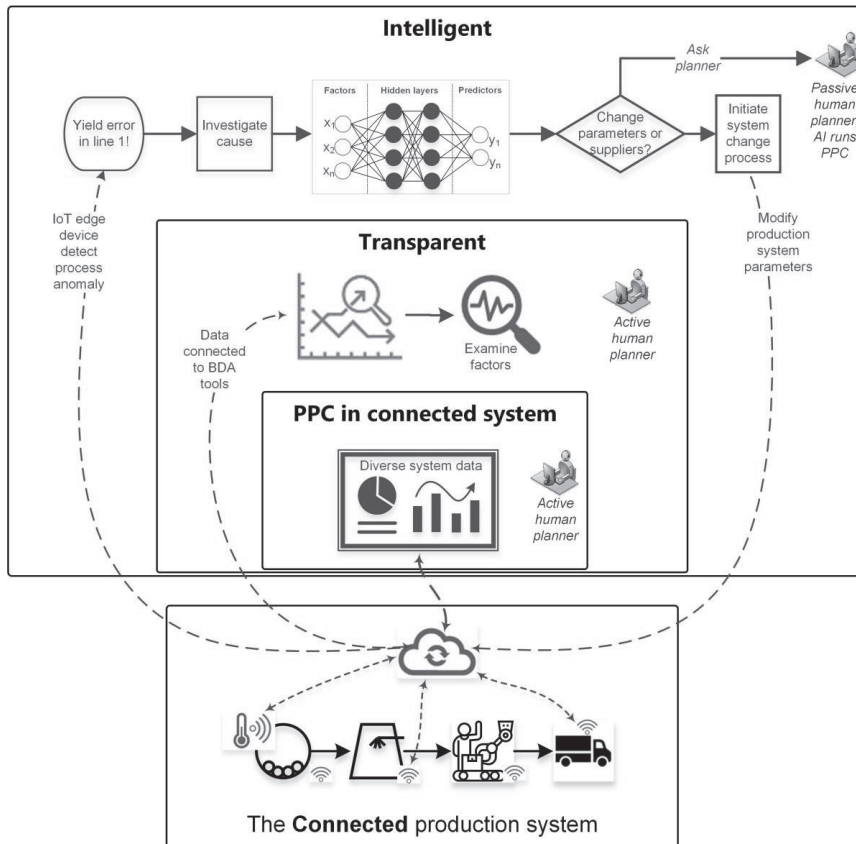 Intelligent
Ask
planner
Passive
human
planner
AI runs
PPC
Factors
Hidden layers
Predictors
Yield error
in line 1!
Investigate
cause
x1
x2
xn
y1
yn
Change
parameters or
suppliers?
Initiate
system
change
process
IoT edge
device
detect
process
anomaly
Modify
production
system
parameters
Transparent
Data
connected
to BDA
tools
Examine
factors
Active
human
planner
PPC in connected system
Diverse system data
Active
human
planner
The Connected production system